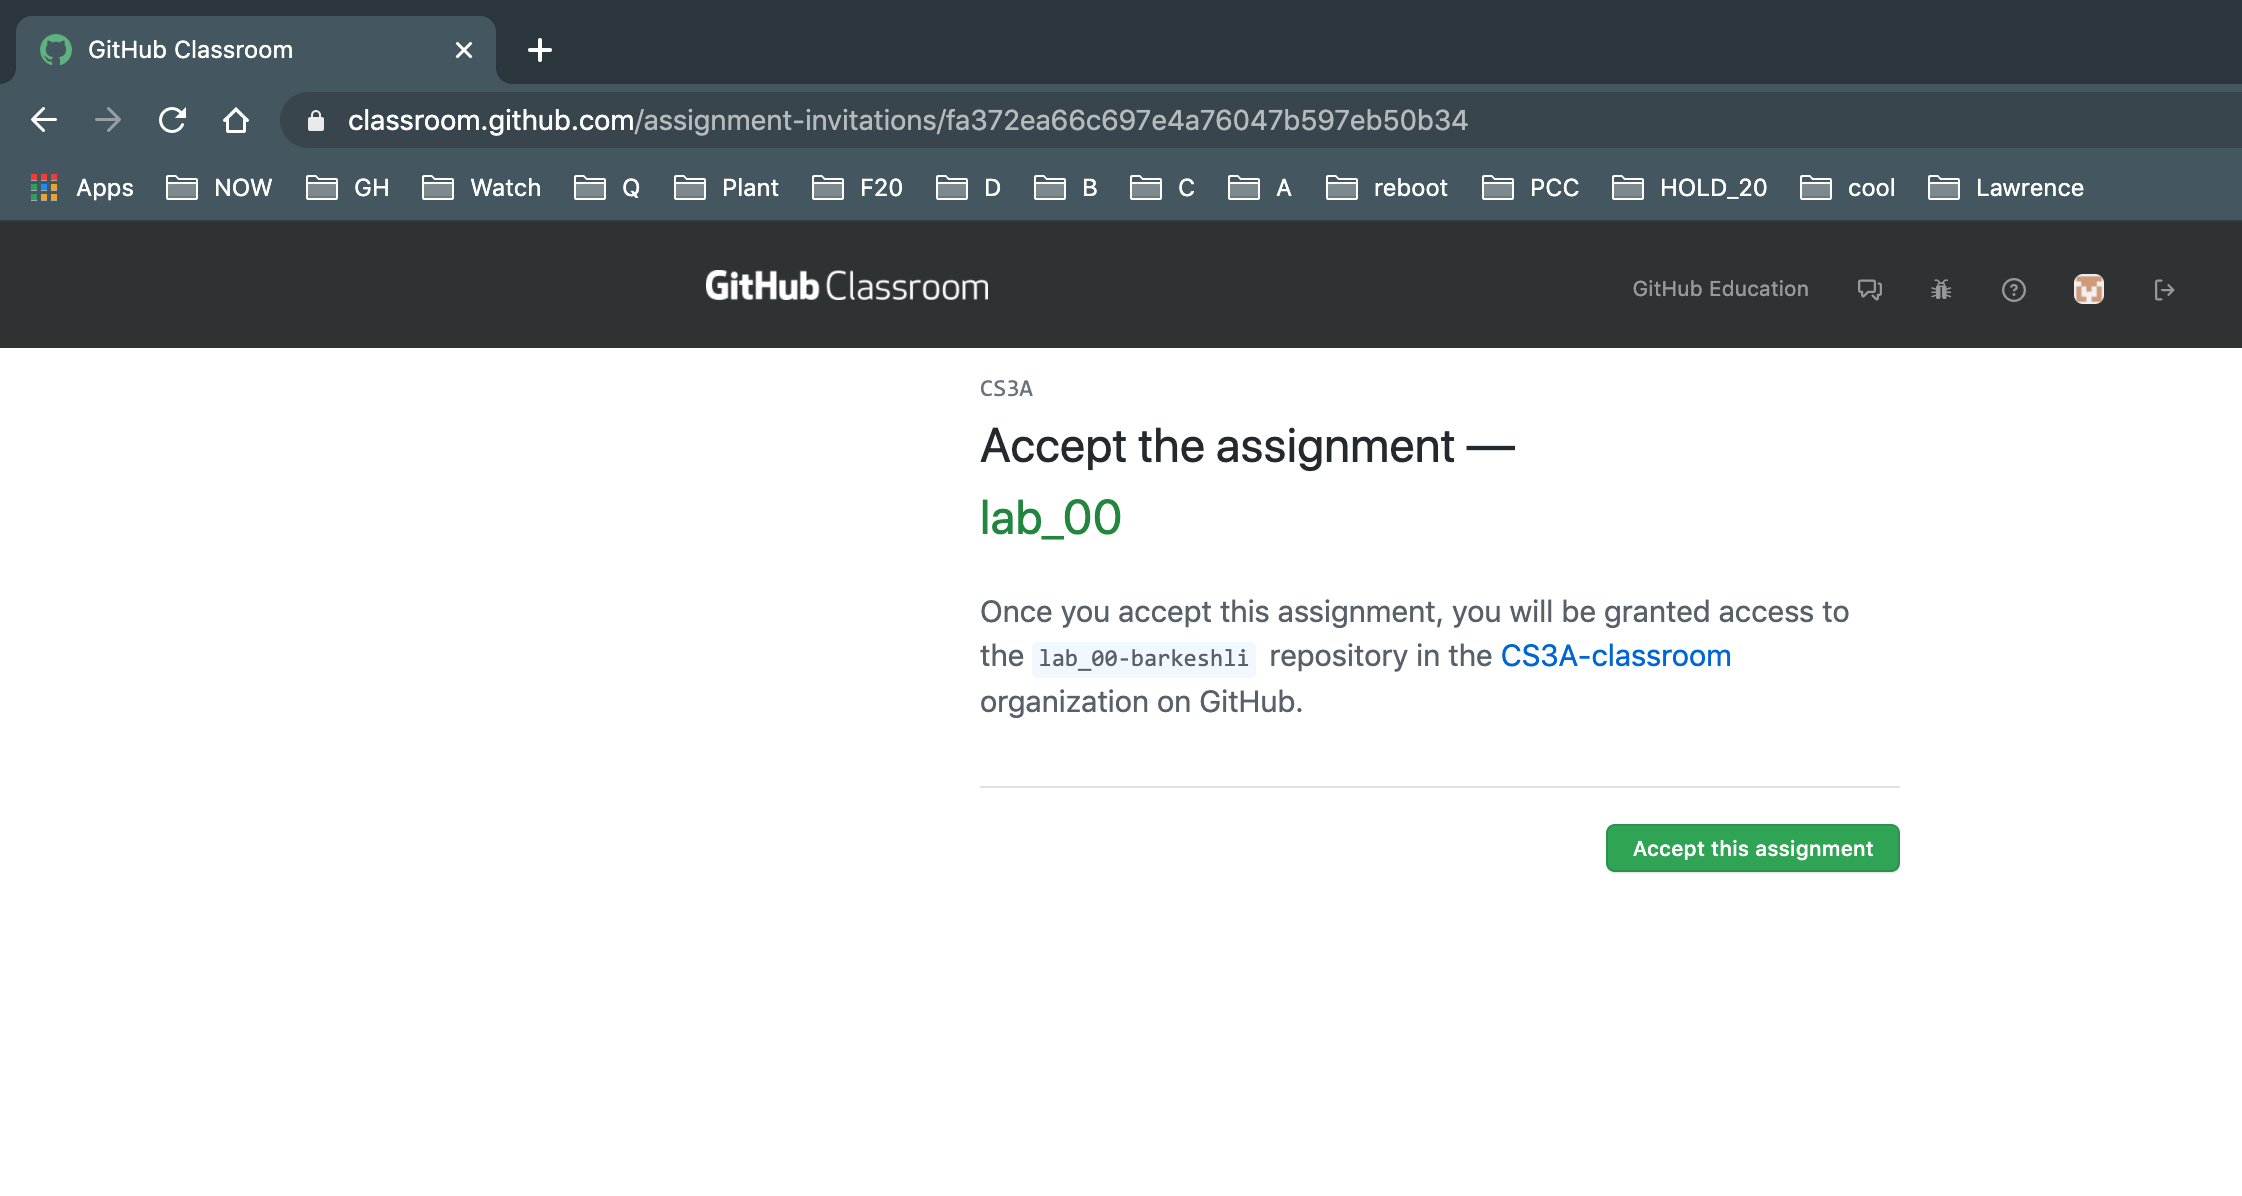 GitHub Classroom
classroom.github.com/assignment-invitations/fa372ea66c697e4a76047b597eb50b34
Apps NOW GH Watch Q Plant F20 D B C A reboot PCC HOLD_20 cool Lawrence
GitHub Classroom GitHub Education
CS3A
Accept the assignment —
lab_00
Once you accept this assignment, you will be granted access to
the lab_00-barkeshli repository in the CS3A-classroom
organization on GitHub.
Accept this assignment